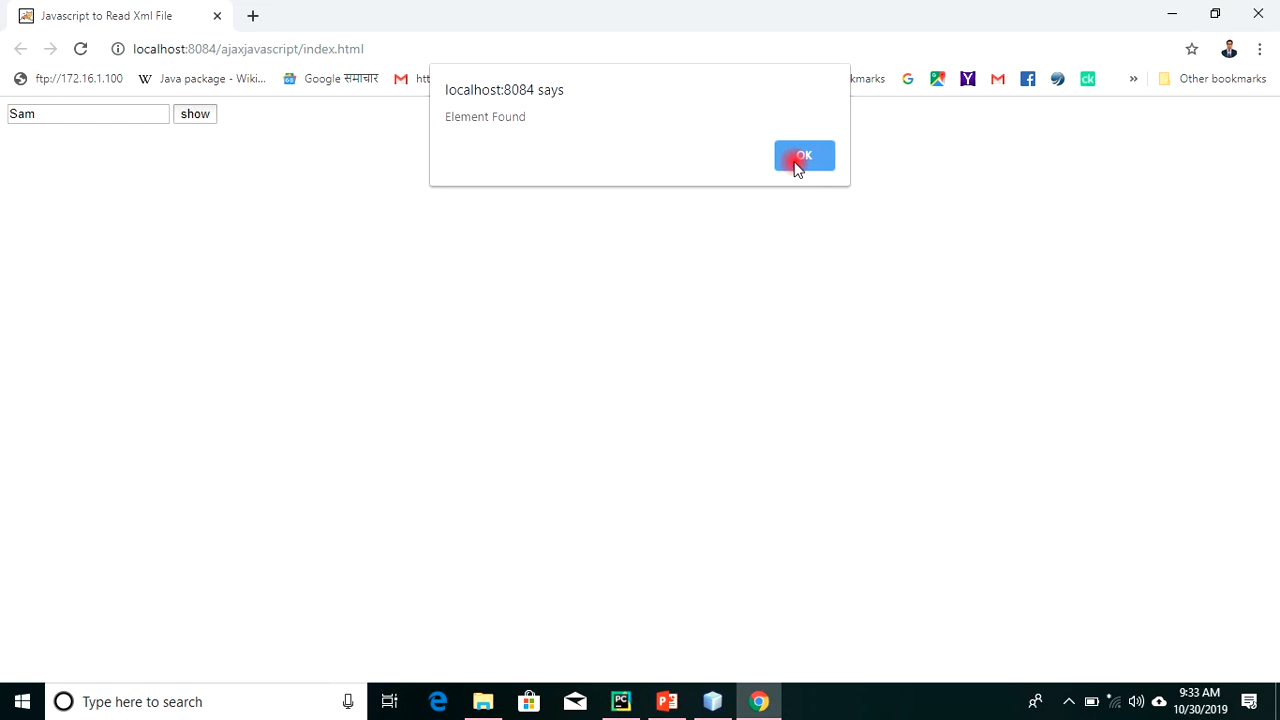 Javascript to Read Xml File
localhost:8084/ajaxjavascript/index.html
ftp://172.16.1.100
Java package - Wiki...
Google समाचार
htt
kmarks
Other bookmarks
Sam
show
localhost:8084 says
Element Found
OK
Type here to search
9:33 AM
10/30/2019